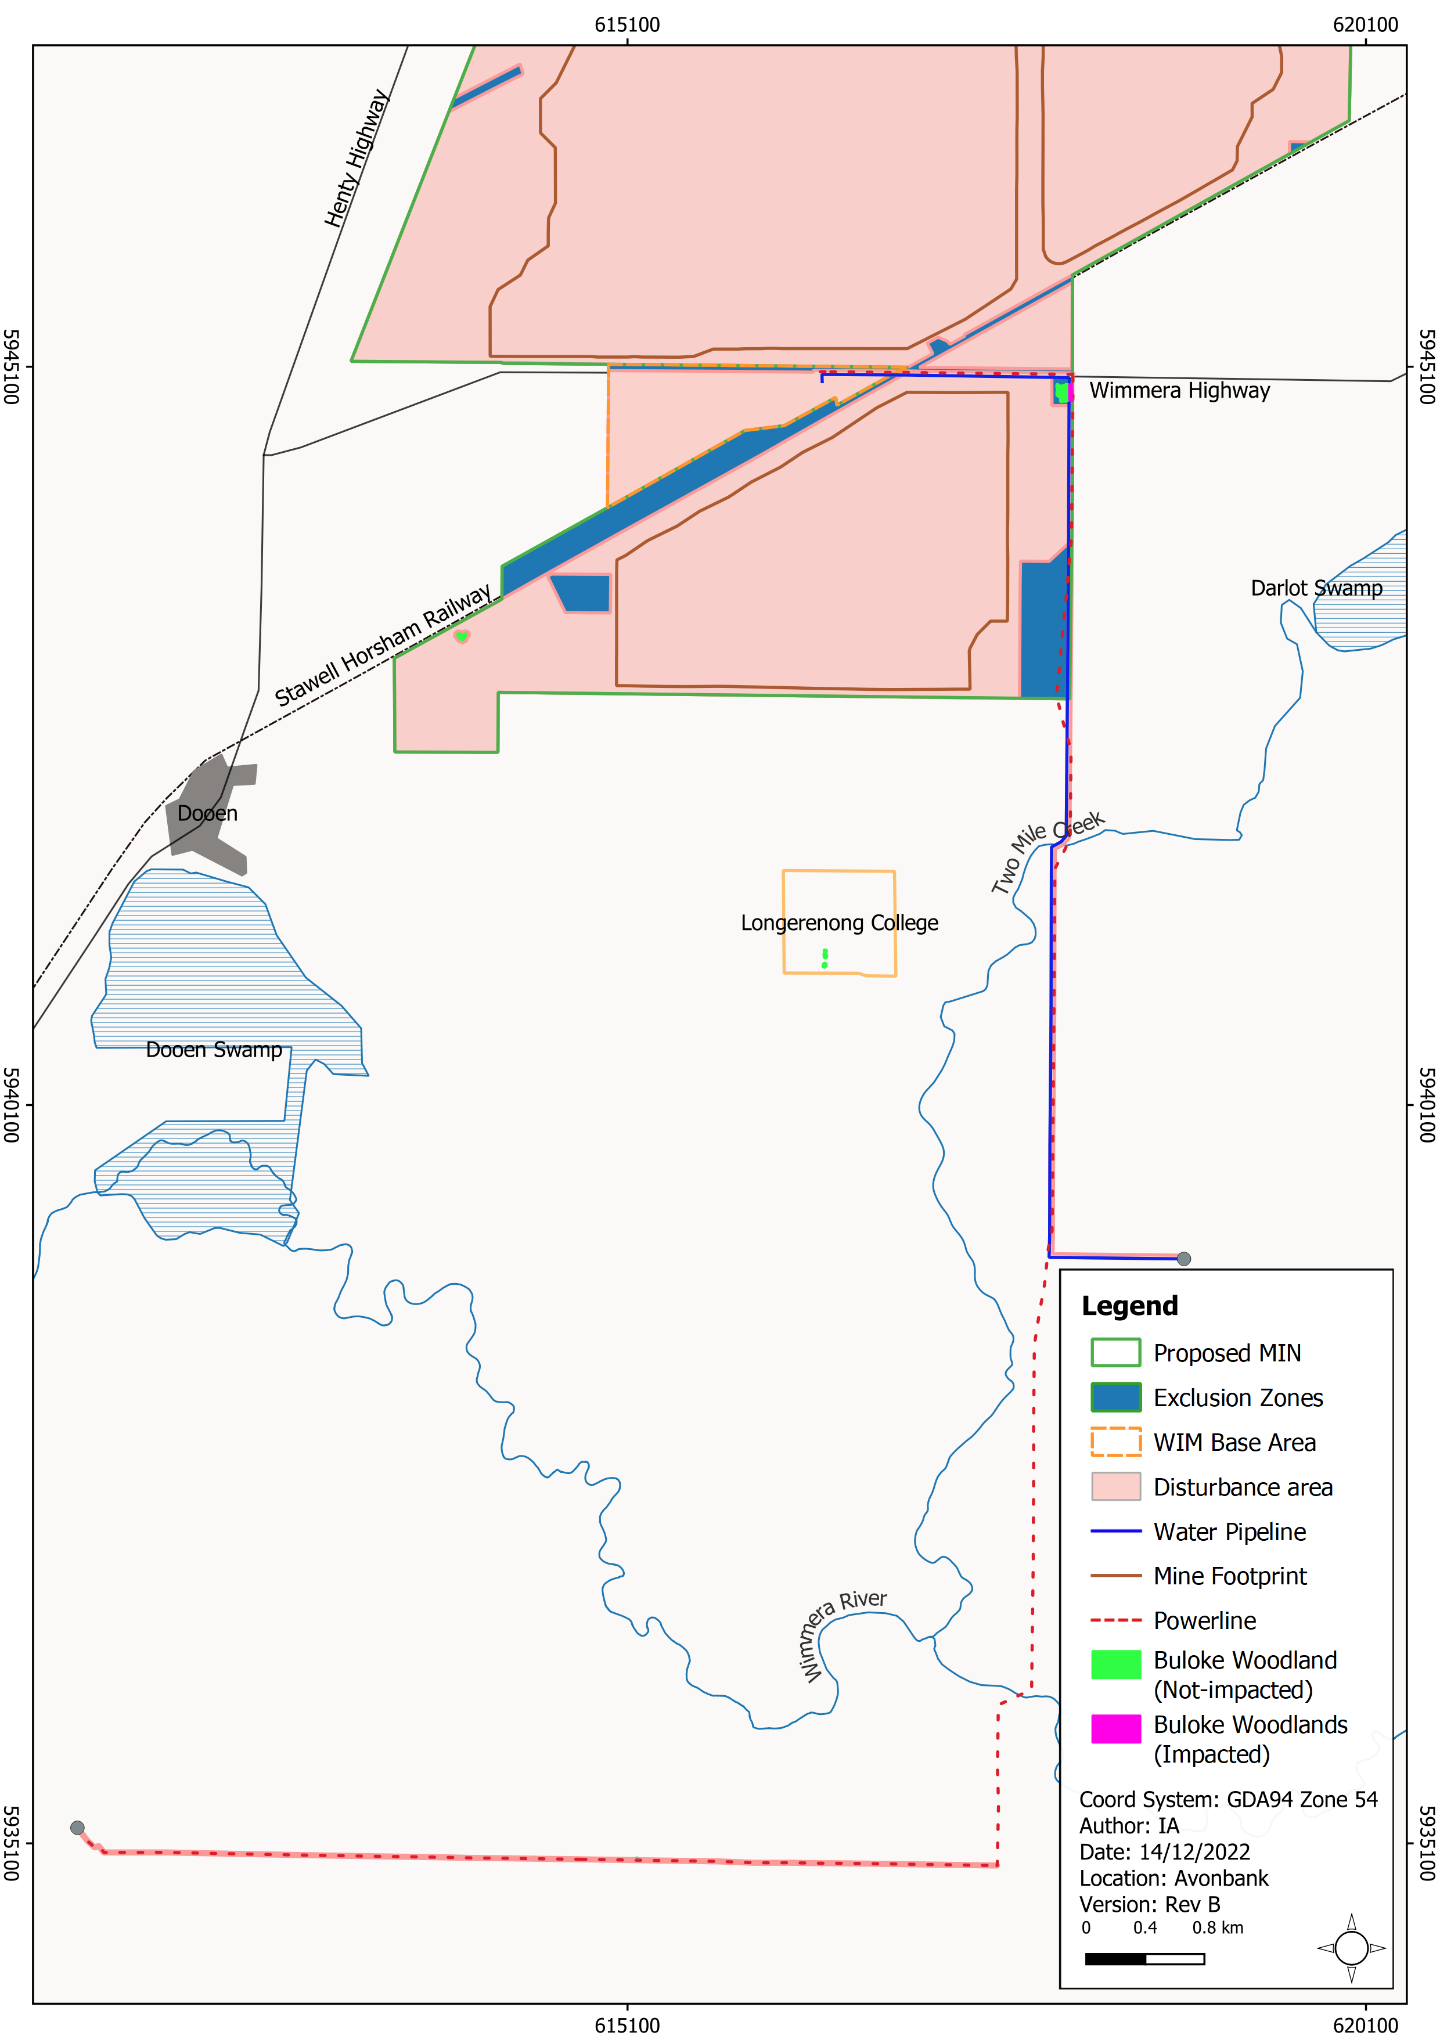 615100
620100
Henty Highway
5945100
5945100
Wimmera Highway
Darlot Swamp
Stawell Horsham Railway
Dooen
Two Mile Creek
Longerenong College
Dooen Swamp
5940100
5940100
Legend
Proposed MIN
Exclusion Zones
WIM Base Area
Disturbance area
Water Pipeline
Mine Footprint
Powerline
Buloke Woodland
(Not-impacted)
Buloke Woodlands
(Impacted)
Wimmera River
Coord System: GDA94 Zone 54
Author: IA
Date: 14/12/2022
Location: Avonbank
Version: Rev B
0 0.4 0.8 km
5935100
5935100
615100
620100